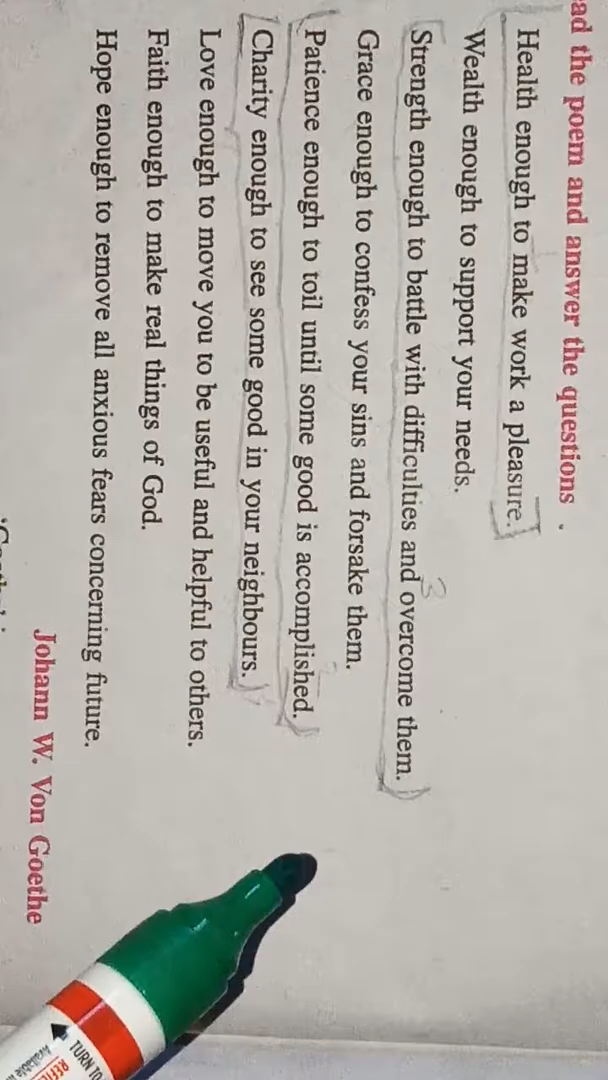 ad the poem and answer the questions .
Health enough to make work a pleasure.
Wealth enough to support your needs.
Strength enough to battle with difficulties and overcome them.
3
Grace enough to confess your sins and forsake them.
Patience enough to toil until some good is accomplished.
Charity enough to see some good in your neighbours.
Love enough to move you to be useful and helpful to others.
Faith enough to make real things of God.
Hope enough to remove all anxious fears concerning future.
Johann W. Von Goethe
TURN TO
REFI
Available